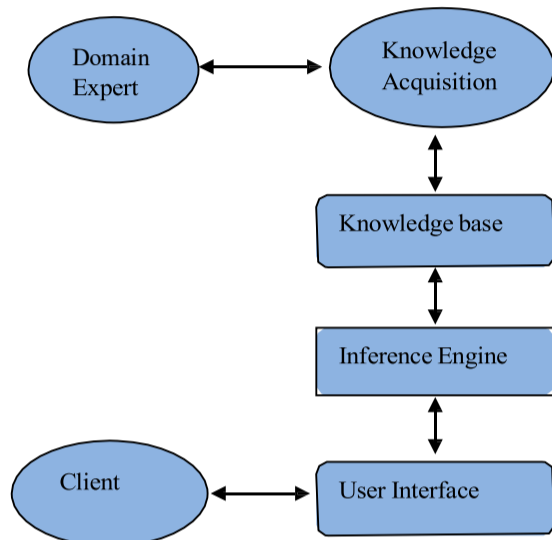 Domain
Expert
Knowledge
Acquisition
Knowledge base
Inference Engine
Client
User Interface